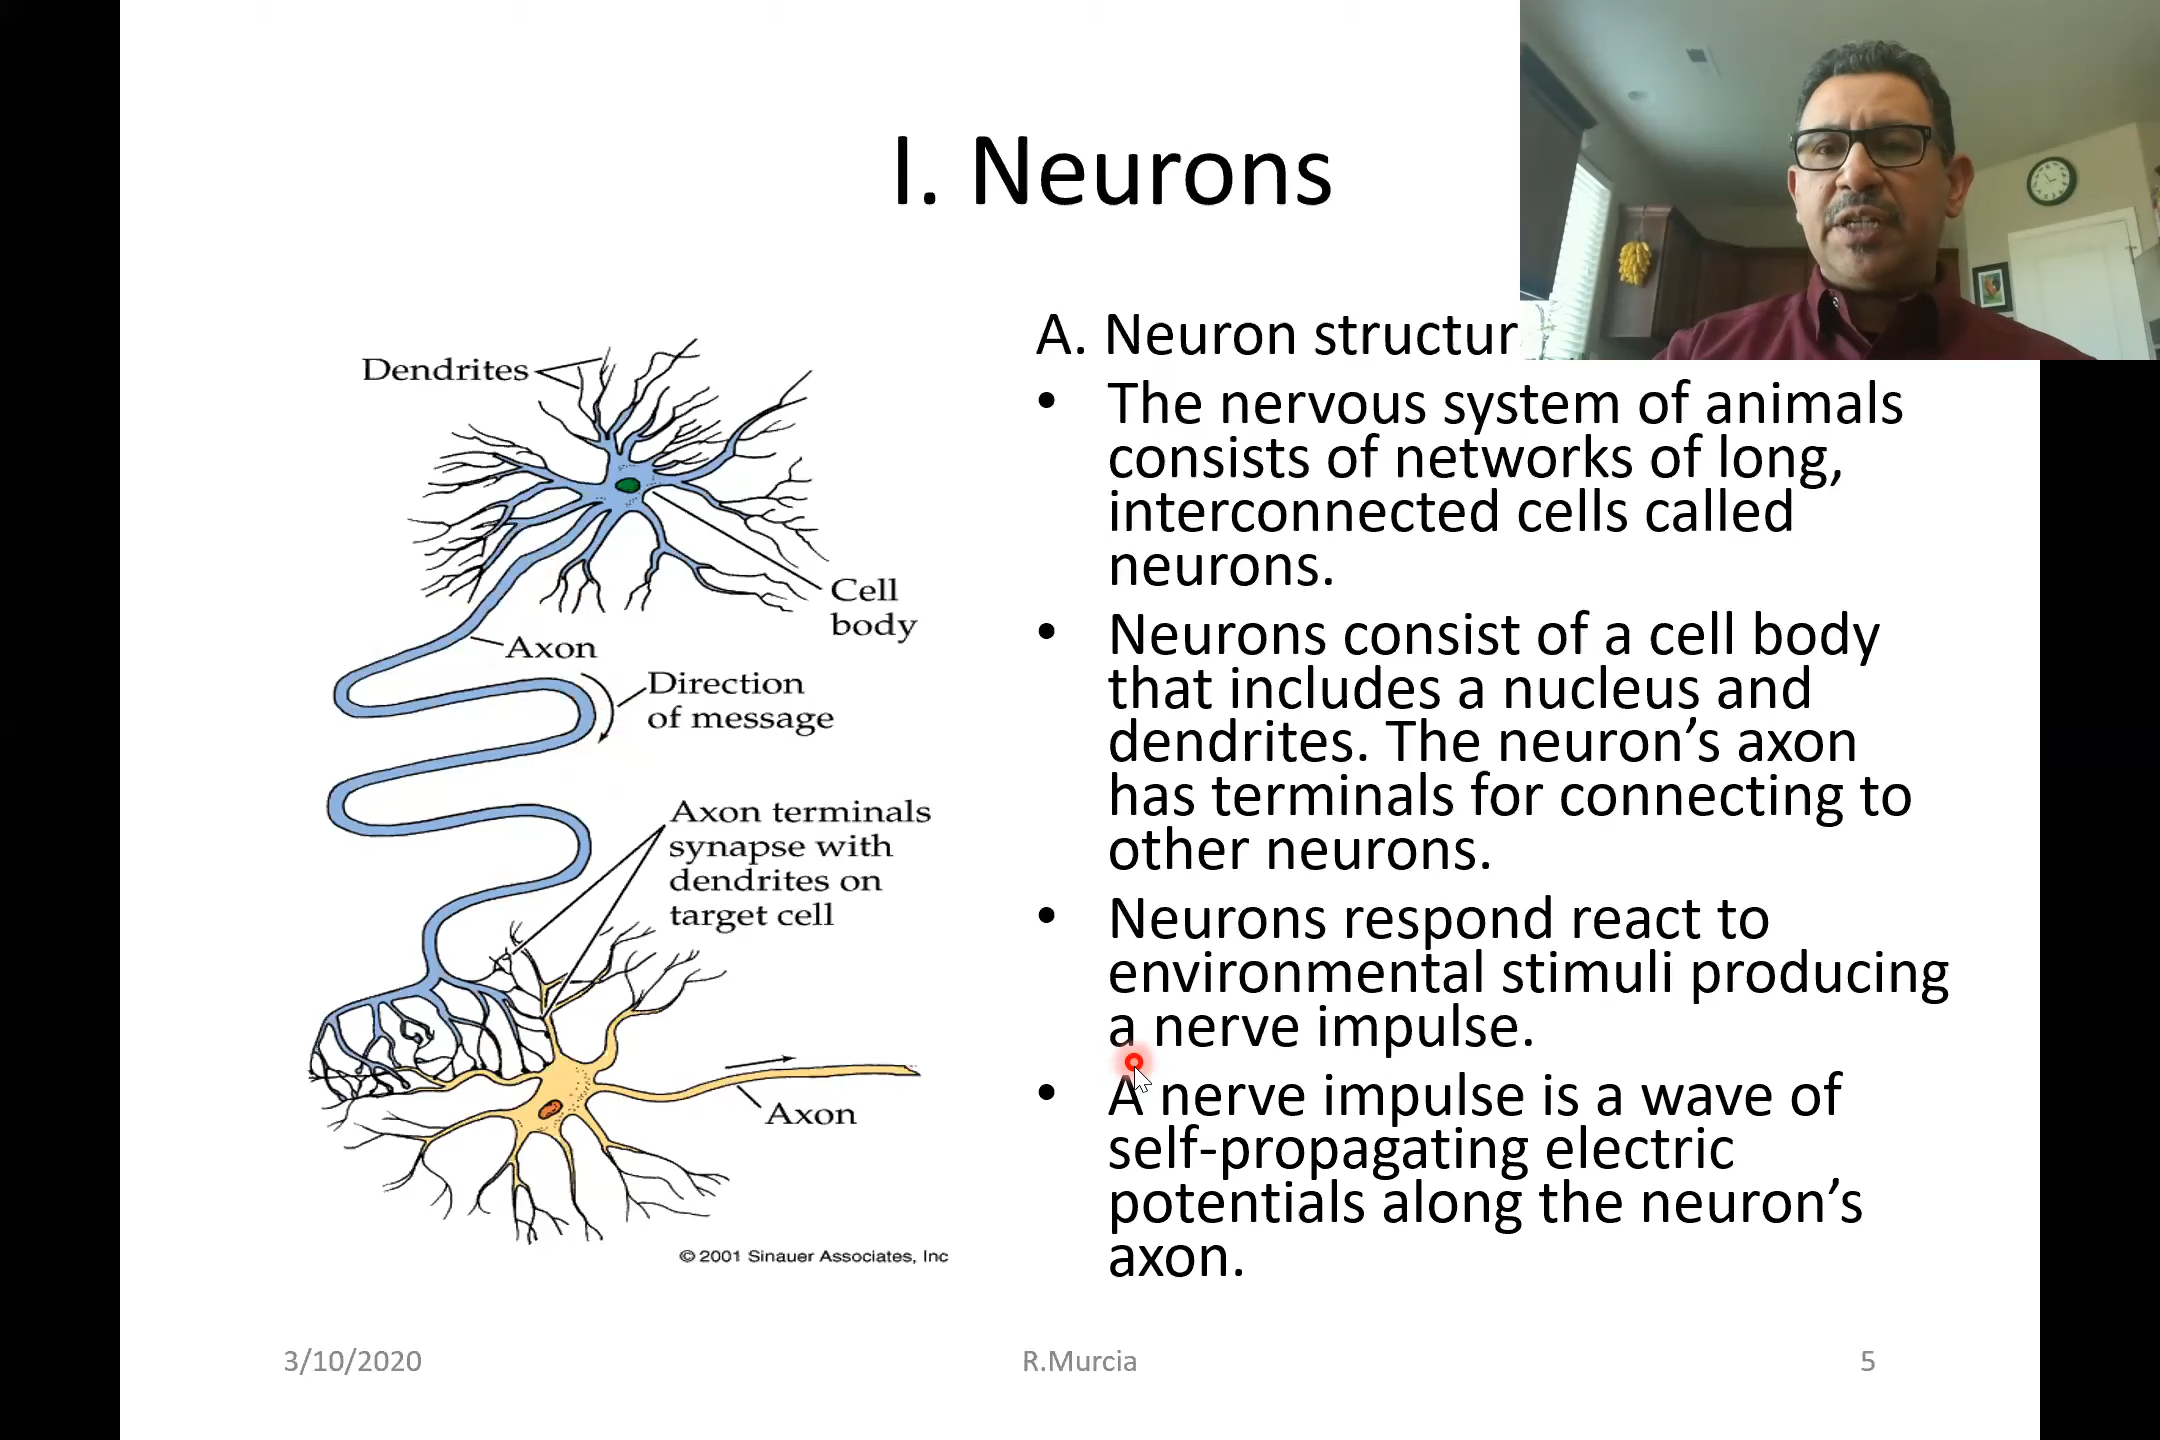 I. Neurons
Dendrites
Cell
body
Axon
Direction
of message
Axon terminals
synapse with
dendrites on
target cell
Axon
© 2001 Sinauer Associates, Inc
A. Neuron structur
• The nervous system of animals
consists of networks of long,
interconnected cells called
neurons.
• Neurons consist of a cell body
that includes a nucleus and
dendrites. The neuron’s axon
has terminals for connecting to
other neurons.
• Neurons respond react to
environmental stimuli producing
a nerve impulse.
• A nerve impulse is a wave of
self-propagating electric
potentials along the neuron’s
axon.
3/10/2020
R.Murcia
5